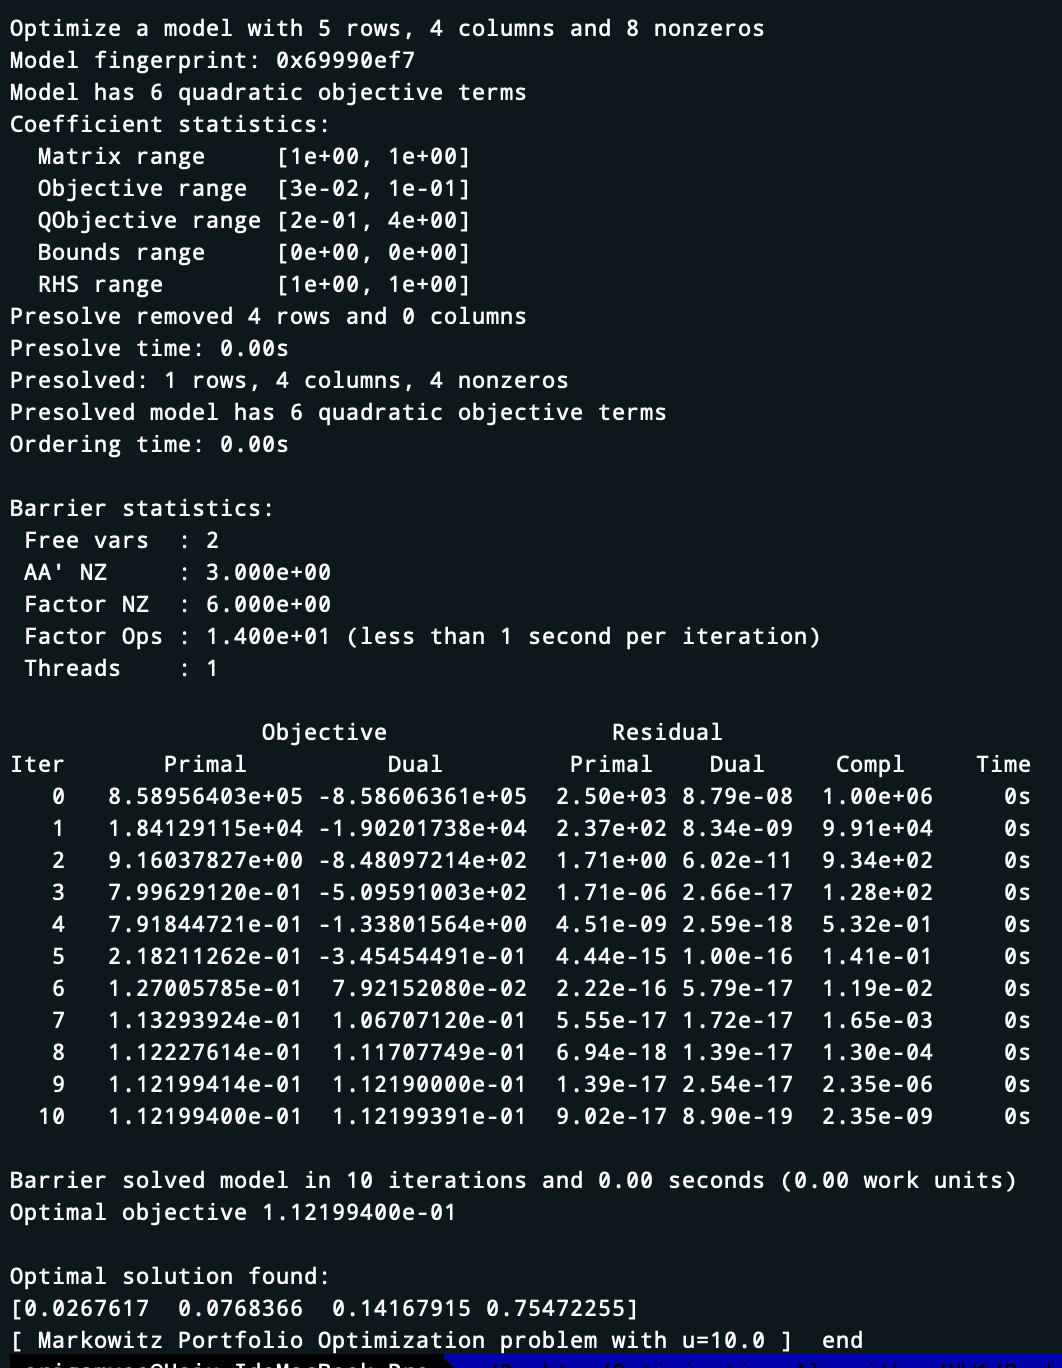 Optimize a model with 5 rows, 4 columns and 8 nonzeros
Model fingerprint: 0x69990ef7
Model has 6 quadratic objective terms
Coefficient statistics:
  Matrix range     [1e+00, 1e+00]
  Objective range  [3e-02, 1e-01]
  QObjective range [2e-01, 4e+00]
  Bounds range     [0e+00, 0e+00]
  RHS range        [1e+00, 1e+00]
Presolve removed 4 rows and 0 columns
Presolve time: 0.00s
Presolved: 1 rows, 4 columns, 4 nonzeros
Presolved model has 6 quadratic objective terms
Ordering time: 0.00s

Barrier statistics:
 Free vars  : 2
 AA' NZ     : 3.000e+00
 Factor NZ  : 6.000e+00
 Factor Ops : 1.400e+01 (less than 1 second per iteration)
 Threads    : 1

                  Objective                Residual
Iter       Primal          Dual         Primal    Dual     Compl     Time
   0   8.58956403e+05 -8.58606361e+05  2.50e+03 8.79e-08  1.00e+06     0s
   1   1.84129115e+04 -1.90201738e+04  2.37e+02 8.34e-09  9.91e+04     0s
   2   9.16037827e+00 -8.48097214e+02  1.71e+00 6.02e-11  9.34e+02     0s
   3   7.99629120e-01 -5.09591003e+02  1.71e-06 2.66e-17  1.28e+02     0s
   4   7.91844721e-01 -1.33801564e+00  4.51e-09 2.59e-18  5.32e-01     0s
   5   2.18211262e-01 -3.45454491e-01  4.44e-15 1.00e-16  1.41e-01     0s
   6   1.27005785e-01  7.92152080e-02  2.22e-16 5.79e-17  1.19e-02     0s
   7   1.13293924e-01  1.06707120e-01  5.55e-17 1.72e-17  1.65e-03     0s
   8   1.12227614e-01  1.11707749e-01  6.94e-18 1.39e-17  1.30e-04     0s
   9   1.12199414e-01  1.12190000e-01  1.39e-17 2.54e-17  2.35e-06     0s
  10   1.12199400e-01  1.12199391e-01  9.02e-17 8.90e-19  2.35e-09     0s

Barrier solved model in 10 iterations and 0.00 seconds (0.00 work units)
Optimal objective 1.12199400e-01

Optimal solution found:
[0.0267617  0.0768366  0.14167915 0.75472255]
[ Markowitz Portfolio Optimization problem with u=10.0 ]  end